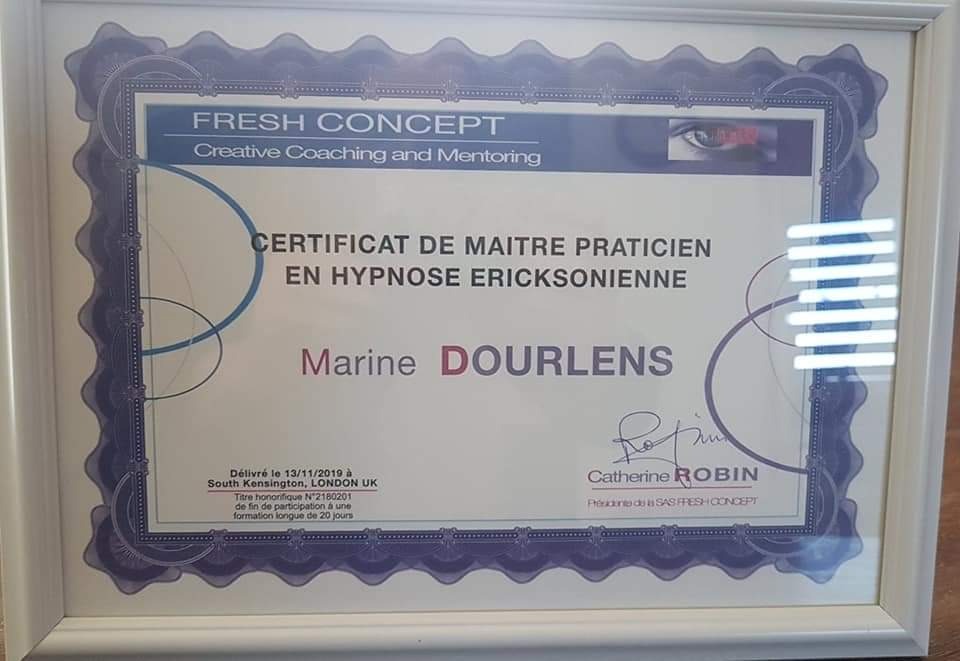 FRESH CONCEPT
Creative Coaching and Mentoring
CERTIFICAT DE MAITRE PRATICIEN
EN HYPNOSE ERICKSONIENNE
Marine DOURLENS
Délivré le 13/11/2019 à
South Kensington, LONDON UK
Titre honorifique N°2180201
de fin de participation à une
formation longue de 20 jours
Catherine ROBIN
Présidente de la SAS FRESH CONCEPT